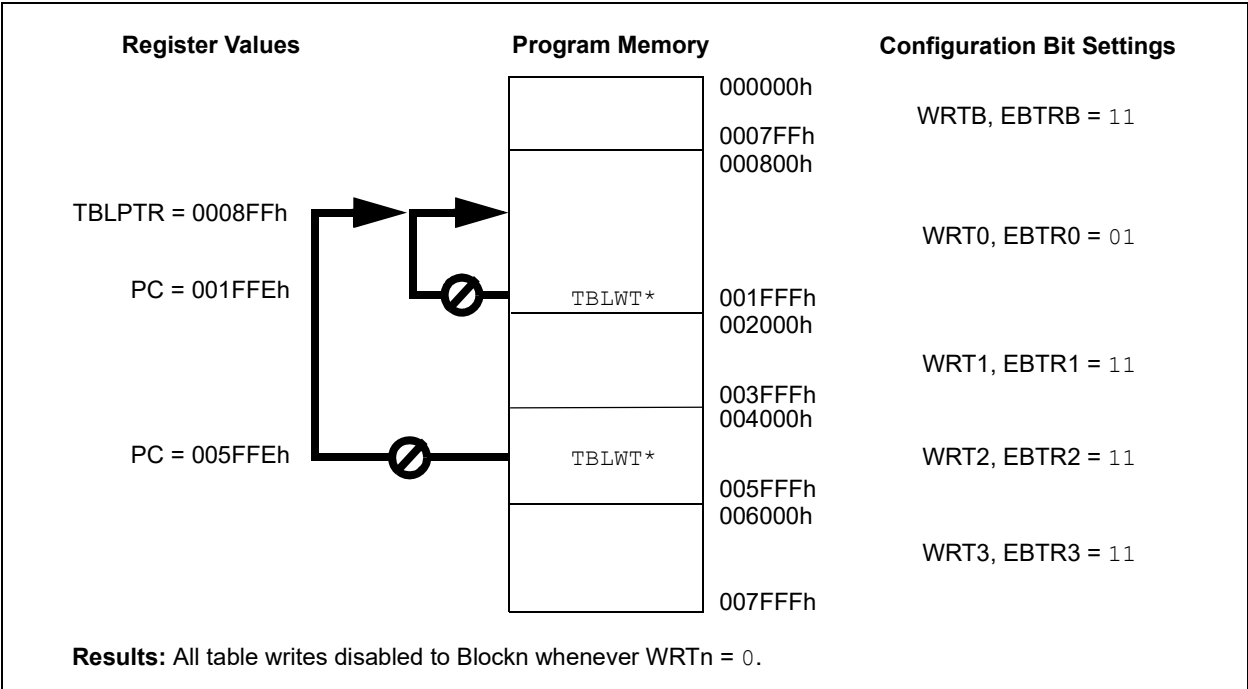 Register Values Program Memory Configuration Bit Settings
000000h
WRTB, EBTRB = 11
0007FFh
000800h
TBLPTR = 0008FFh
WRT0, EBTR0 = 01
PC = 001FFEh
TBLWT*
001FFFh
002000h
WRT1, EBTR1 = 11
003FFFh
004000h
PC = 005FFEh
TBLWT*
WRT2, EBTR2 = 11
005FFFh
006000h
WRT3, EBTR3 = 11
007FFFh
Results: All table writes disabled to Blockn whenever WRTn = 0.